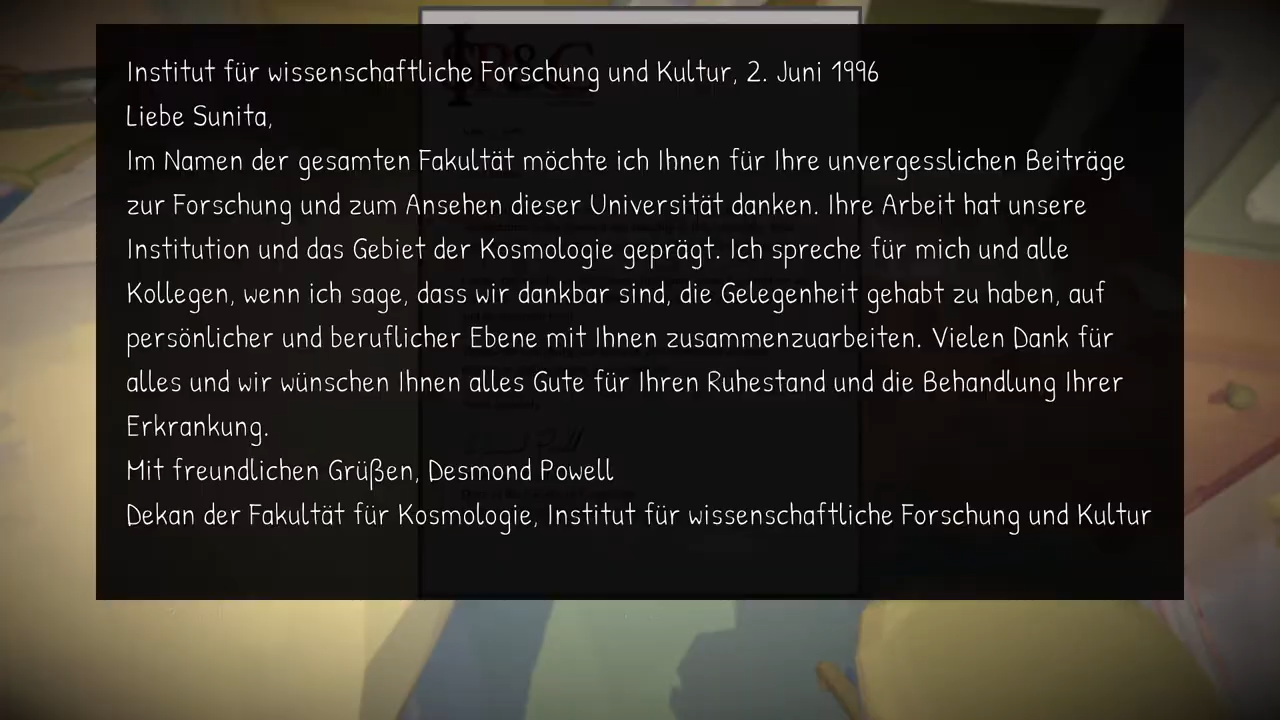 Institut für wissenschaftliche Forschung und Kultur, 2. Juni 1996
Liebe Sunita,
Im Namen der gesamten Fakultät möchte ich Ihnen für Ihre unvergesslichen Beiträge
zur Forschung und zum Ansehen dieser Universität danken. Ihre Arbeit hat unsere
Institution und das Gebiet der Kosmologie geprägt. Ich spreche für mich und alle
Kollegen, wenn ich sage, dass wir dankbar sind, die Gelegenheit gehabt zu haben, auf
persönlicher und beruflicher Ebene mit Ihnen zusammenzuarbeiten. Vielen Dank für
alles und wir wünschen Ihnen alles Gute für Ihren Ruhestand und die Behandlung Ihrer
Erkrankung.
Mit freundlichen Grüßen, Desmond Powell
Dekan der Fakultät für Kosmologie, Institut für wissenschaftliche Forschung und Kultur